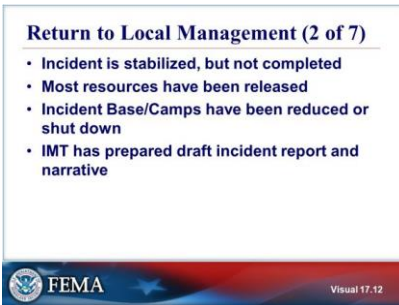 Return to Local Management (2 of 7)
• Incident is stabilized, but not completed
• Most resources have been released
• Incident Base/Camps have been reduced or
shut down
• IMT has prepared draft incident report and
narrative
FEMA
Visual 17.12